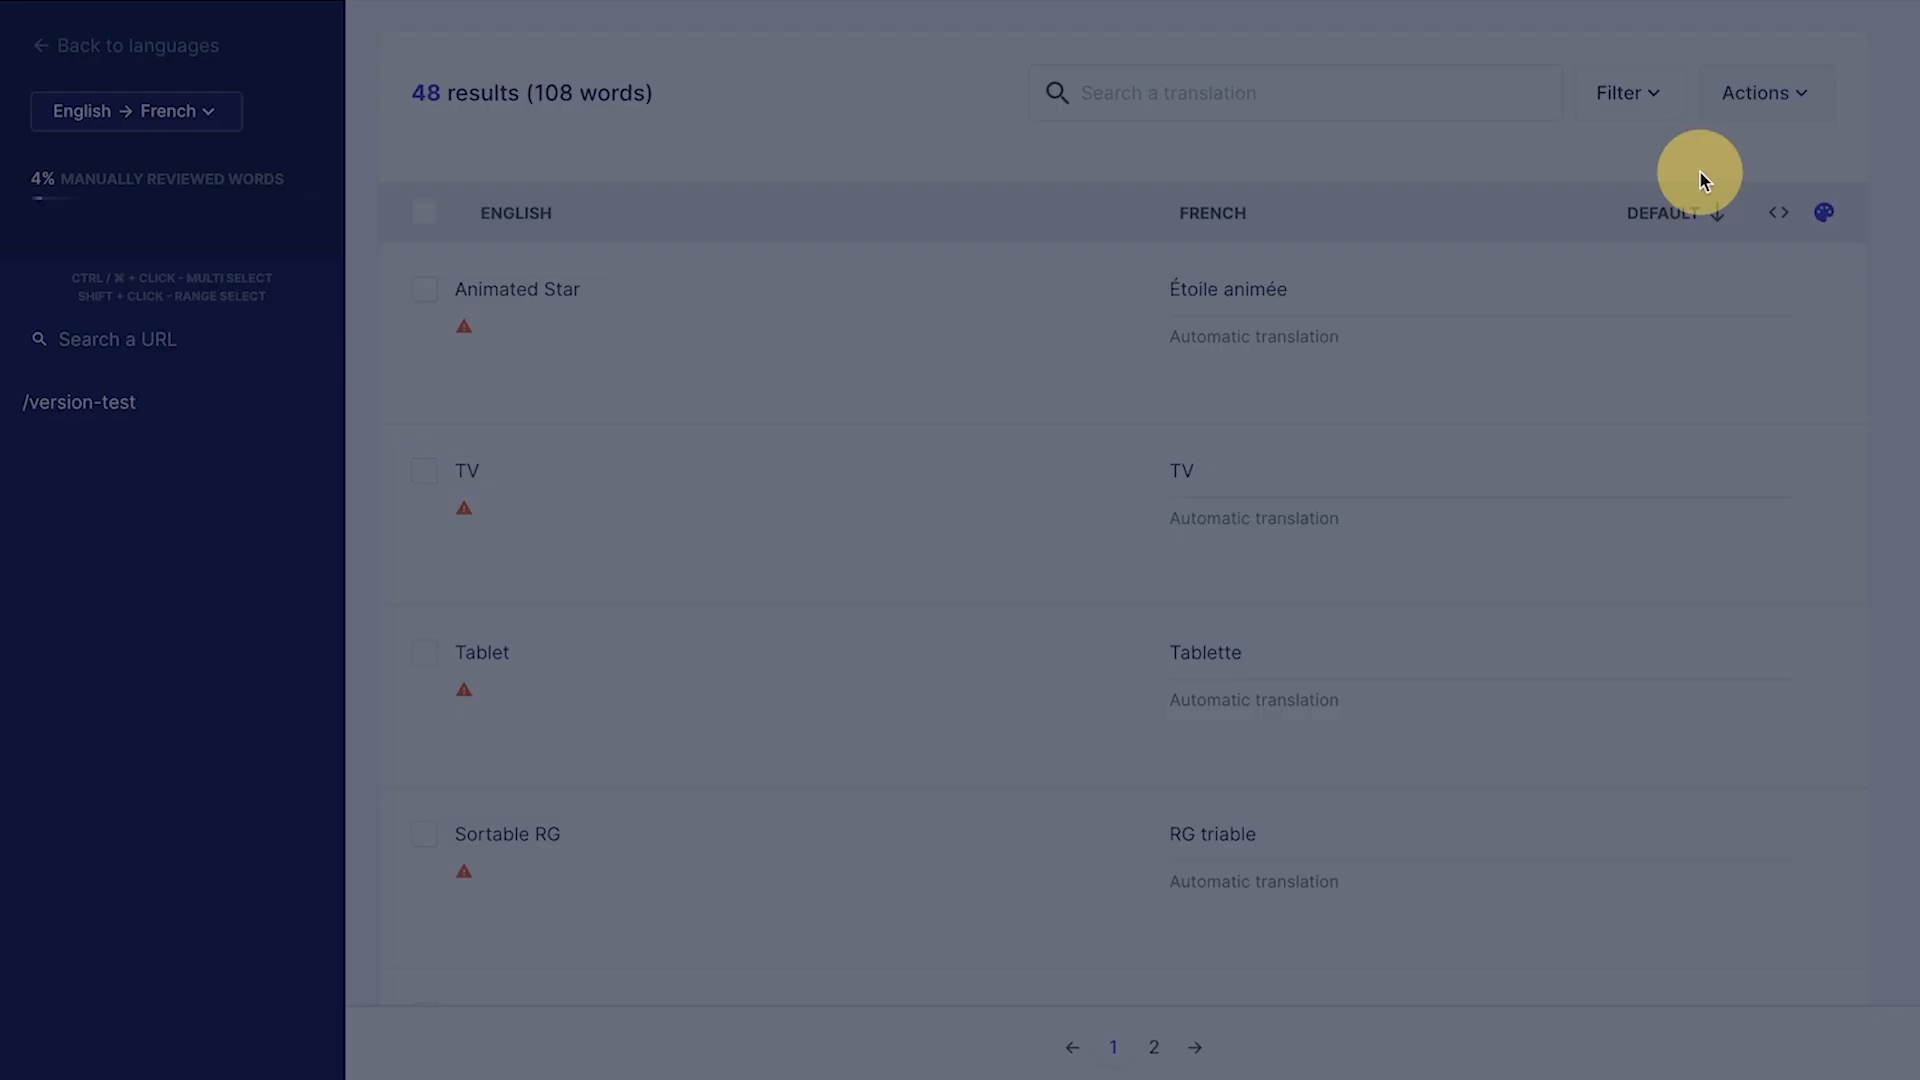 Back to languages
English → French
4% MANUALLY REVIEWED WORDS
CTRL / ⌘ + CLICK - MULTI SELECT
SHIFT + CLICK - RANGE SELECT
Search a URL
/version-test
48 results (108 words)
Search a translation
Filter
Actions
ENGLISH
FRENCH
DEFAULT
Animated Star
Étoile animée
Automatic translation
TV
TV
Automatic translation
Tablet
Tablette
Automatic translation
Sortable RG
RG triable
Automatic translation
← 1 2 →